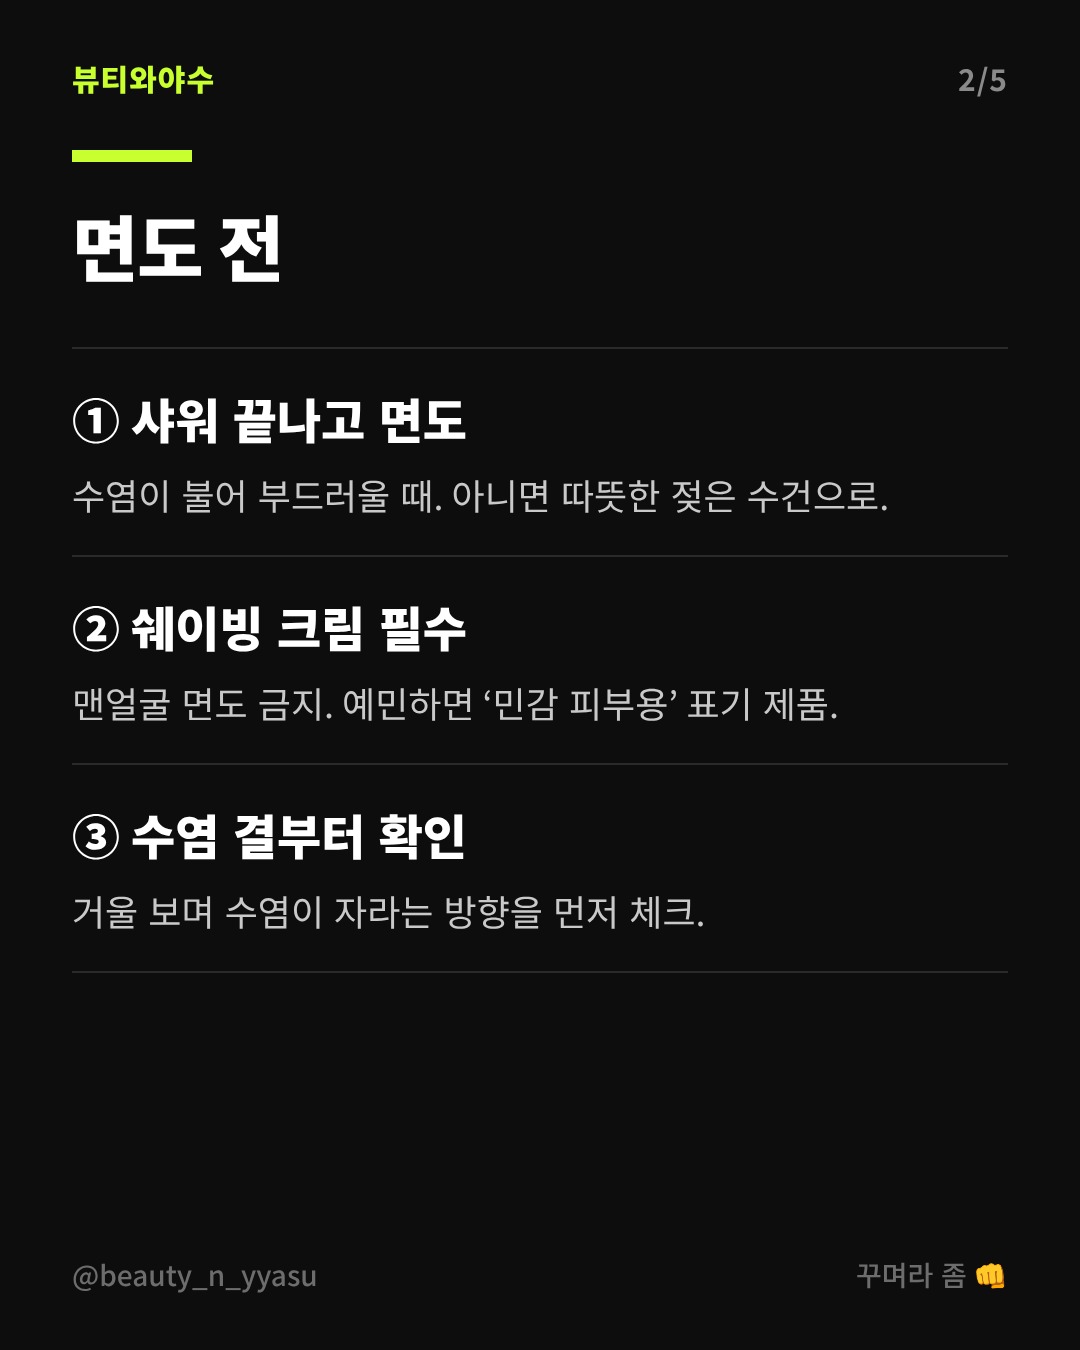 뷰티와야수
2/5
면도 전
① 샤워 끝나고 면도
수염이 불어 부드러울 때. 아니면 따뜻한 젖은 수건으로.
② 쉐이빙 크림 필수
맨얼굴 면도 금지. 예민하면 ‘민감 피부용’ 표기 제품.
③ 수염 결부터 확인
거울 보며 수염이 자라는 방향을 먼저 체크.
@beauty_n_yyasu
꾸며라 좀 👊